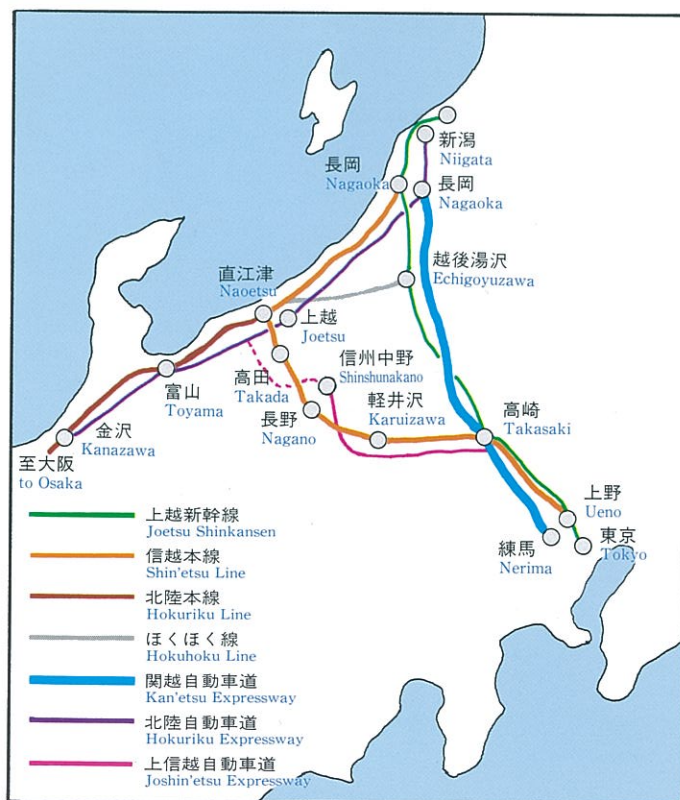 新潟
Niigata
長岡
Nagaoka
長岡
Nagaoka
越後湯沢
Echigoyuzawa
直江津
Naoetsu
上越
Joetsu
信州中野
Shinshunakano
高田
Takada
富山
Toyama
軽井沢
Karuizawa
高崎
Takasaki
長野
Nagano
金沢
Kanazawa
至大阪
to Osaka
上野
Ueno
東京
Tokyo
練馬
Nerima
上越新幹線
Joetsu Shinkansen
信越本線
Shin'etsu Line
北陸本線
Hokuriku Line
ほくほく線
Hokuhoku Line
関越自動車道
Kan'etsu Expressway
北陸自動車道
Hokuriku Expressway
上信越自動車道
Joshin'etsu Expressway